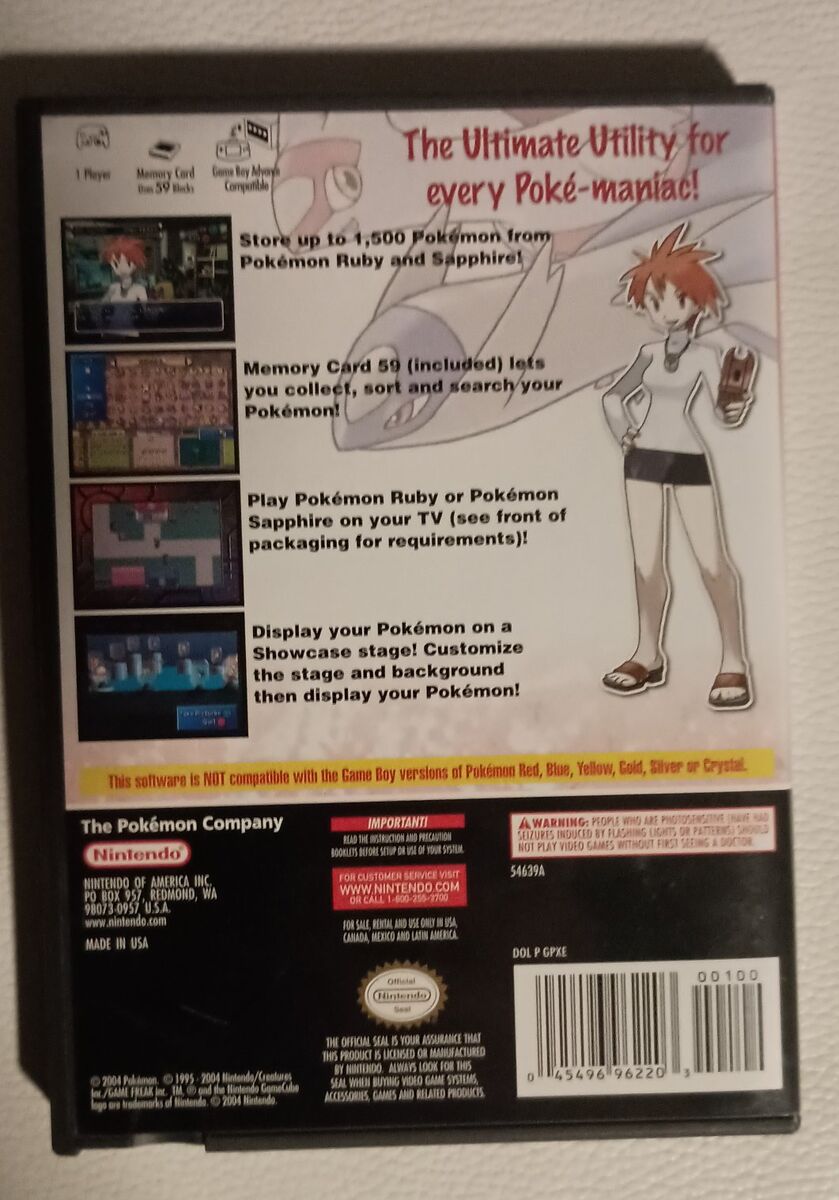 The Ultimate Utility for
every Poké-maniac!
1 Player
Memory Card
59 Blocks
Game Boy Advance
Compatible
Store up to 1,500 Pokémon from
Pokémon Ruby and Sapphire!
Memory Card 59 (included) lets
you collect, sort and search your
Pokémon!
Play Pokémon Ruby or Pokémon
Sapphire on your TV (see front of
packaging for requirements)!
Display your Pokémon on a
Showcase stage! Customize
the stage and background
then display your Pokémon!
This software is NOT compatible with the Game Boy versions of Pokémon Red, Blue, Yellow, Gold, Silver or Crystal.
The Pokémon Company
Nintendo
NINTENDO OF AMERICA INC.
PO BOX 957, REDMOND, WA
98073-0957 U.S.A.
www.nintendo.com
MADE IN USA
© 2004 Pokémon. © 1995 - 2004 Nintendo/Creatures
Inc./GAME FREAK inc. TM, ® and the Nintendo GameCube
logo are trademarks of Nintendo. © 2004 Nintendo.
IMPORTANT!
READ THE INSTRUCTION AND PRECAUTION
BOOKLETS BEFORE SETUP OR USE OF YOUR SYSTEM.
FOR CUSTOMER SERVICE VISIT
WWW.NINTENDO.COM
OR CALL 1-800-255-3700
FOR SALE, RENTAL AND USE ONLY IN USA,
CANADA, MEXICO AND LATIN AMERICA.
Official
Nintendo
Seal
THE OFFICIAL SEAL IS YOUR ASSURANCE THAT
THIS PRODUCT IS LICENSED OR MANUFACTURED
BY NINTENDO. ALWAYS LOOK FOR THIS
SEAL WHEN BUYING VIDEO GAME SYSTEMS,
ACCESSORIES, GAMES AND RELATED PRODUCTS.
WARNING: PEOPLE WHO ARE PHOTOSENSITIVE (HAVE HAD
SEIZURES INDUCED BY FLASHING LIGHTS OR PATTERNS) SHOULD
NOT PLAY VIDEO GAMES WITHOUT FIRST SEEING A DOCTOR.
54639A
DOL P GPXE
00100
0 45496 96220 3